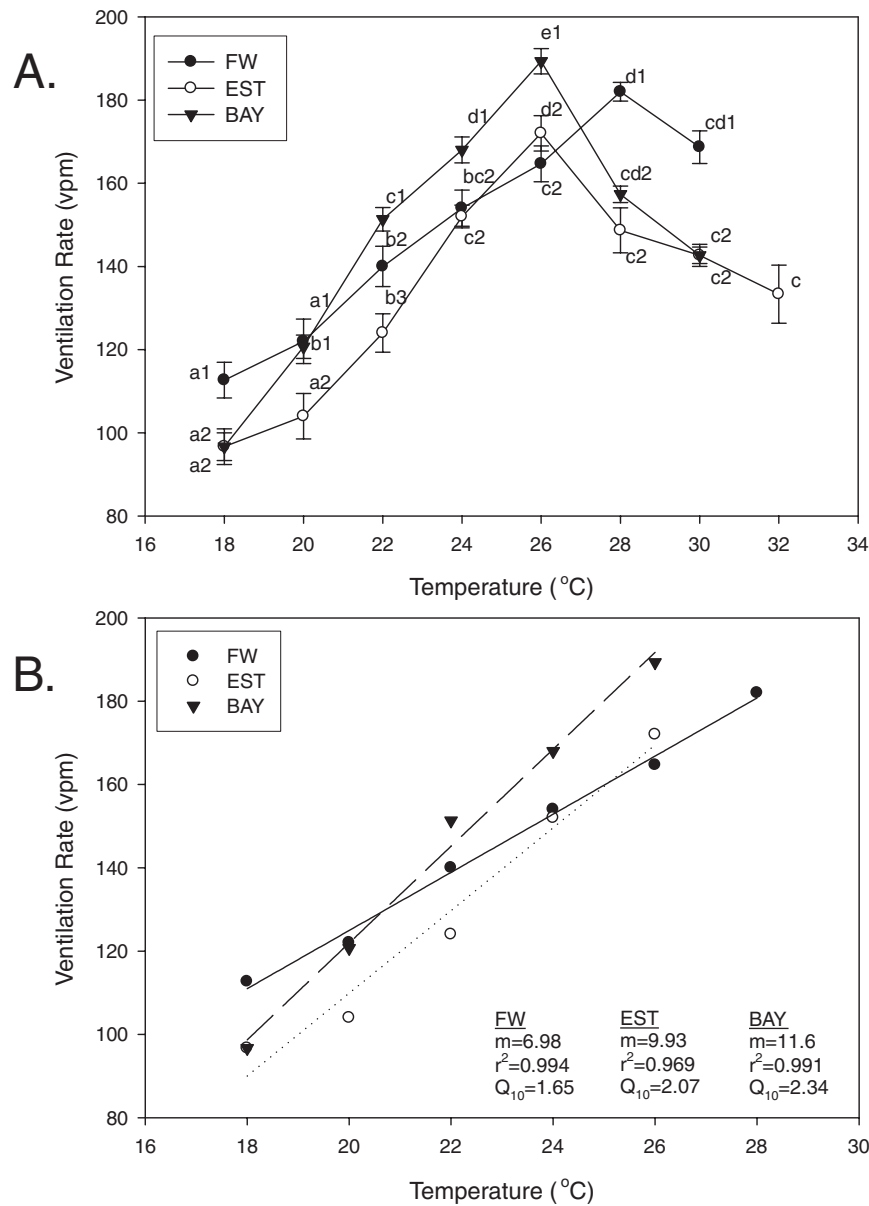 A.
FW
EST
BAY
Ventilation Rate (vpm)
200
180
160
140
120
100
80
e1
d1
d2
d1
cd1
bc2
c1
c2
cd2
b2
c2
c2
c2
c2
b3
c
a1
b1
a1
a2
a2
a2
16 18 20 22 24 26 28 30 32 34
Temperature (°C)
B.
FW
EST
BAY
Ventilation Rate (vpm)
200
180
160
140
120
100
80
FW EST BAY
m=6.98 m=9.93 m=11.6
r²=0.994 r²=0.969 r²=0.991
Q₁₀=1.65 Q₁₀=2.07 Q₁₀=2.34
16 18 20 22 24 26 28 30
Temperature (°C)